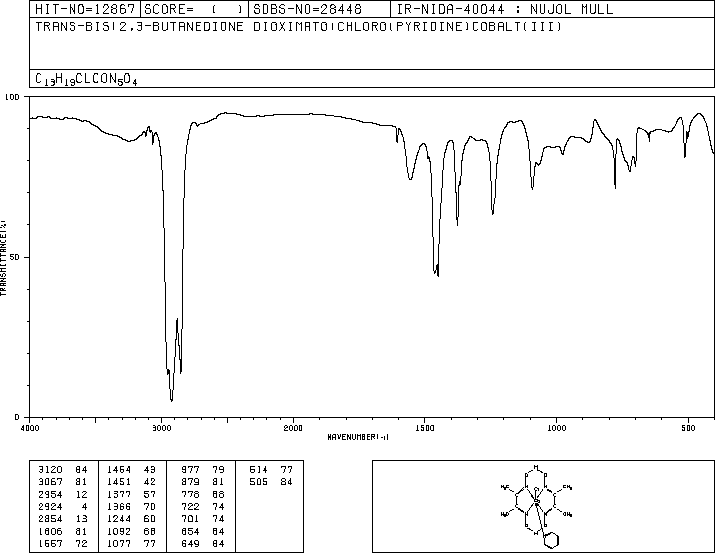 HIT-NO=12867 SCORE= ( ) SDBS-NO=28448 IR-NIDA-40044 : NUJOL MULL
TRANS-BIS(2,3-BUTANEDIONE DIOXIMATO)CHLORO(PYRIDINE)COBALT(III)
C13H19CLCON5O4
100
50
0
TRANSMITTANCE(%)
4000 3000 2000 1500 1000 500
WAVENUMBER(-1)
3120 84 1464 43 977 79 514 77
3067 81 1451 42 879 81 505 84
2954 12 1377 57 778 68
2924 4 1366 70 722 74
2854 13 1244 60 701 74
1606 81 1092 68 654 84
1557 72 1077 77 649 84